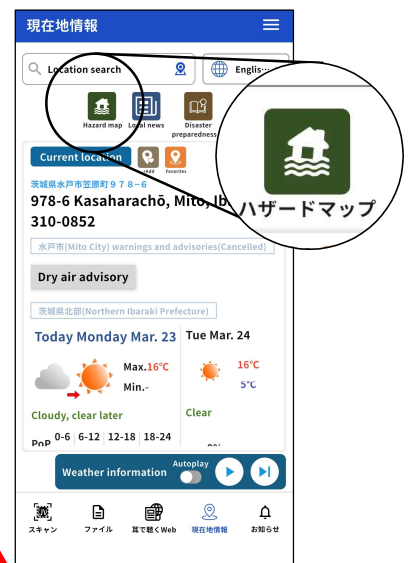 現在地情報
Location search
Englis…
Hazard map
Local news
Disaster
preparedness
ハザードマップ
Current location
+Add
Favorites
茨城県水戸市笠原町９７８−６
978-6 Kasaharachō, Mito, Ib
310-0852
水戸市(Mito City) warnings and advisories(Cancelled)
Dry air advisory
茨城県北部(Northern Ibaraki Prefecture)
Today Monday Mar. 23
Tue Mar. 24
Max.16℃
Min.-
16℃
5℃
Cloudy, clear later
Clear
PoP 0-6 6-12 12-18 18-24
Weather information
Autoplay
スキャン
ファイル
耳で聴くWeb
現在地情報
お知らせ